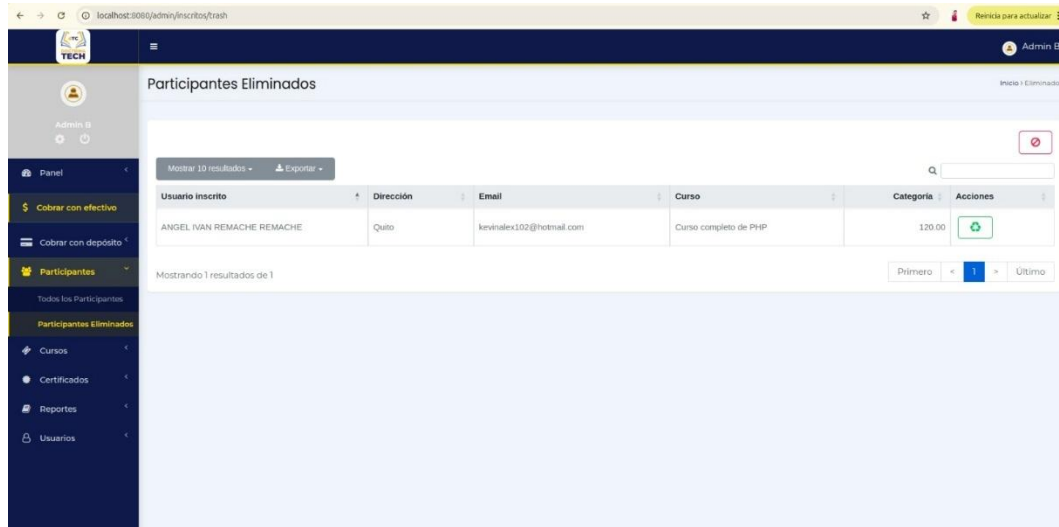 localhost:8080/admin/inscritos/trash
Reinicia para actualizar
TECH
Admin B
Participantes Eliminados
Inicio / Eliminado
Admin B
Panel
Mostrar 10 resultados
Exportar
Usuario inscrito Dirección Email Curso Categoría Acciones
$ Cobrar con efectivo
ANGEL IVAN REMACHE REMACHE Quito kevinalex102@hotmail.com Curso completo de PHP 120.00
Cobrar con depósito
Participantes
Mostrando 1 resultados de 1
Primero < 1 > Último
Todos los Participantes
Participantes Eliminados
Cursos
Certificados
Reportes
Usuarios